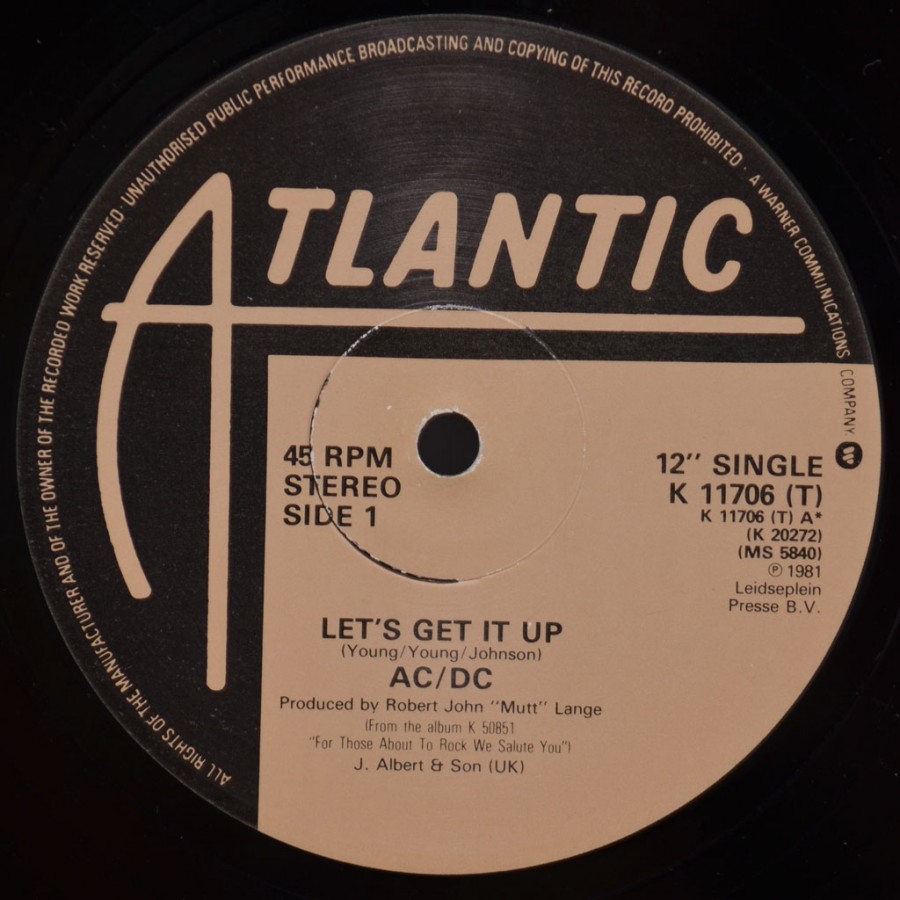 ALL RIGHTS OF THE MANUFACTURER AND OF THE OWNER OF THE RECORDED WORK RESERVED · UNAUTHORISED PUBLIC PERFORMANCE BROADCASTING AND COPYING OF THIS RECORD PROHIBITED · A WARNER COMMUNICATIONS COMPANY
ATLANTIC
45 RPM
STEREO
SIDE 1
12" SINGLE
K 11706 (T)
K 11706 (T) A*
(K 20272)
(MS 5840)
℗ 1981
Leidseplein
Presse B.V.
LET'S GET IT UP
(Young/Young/Johnson)
AC/DC
Produced by Robert John "Mutt" Lange
(From the album K 50851
"For Those About To Rock We Salute You")
J. Albert & Son (UK)